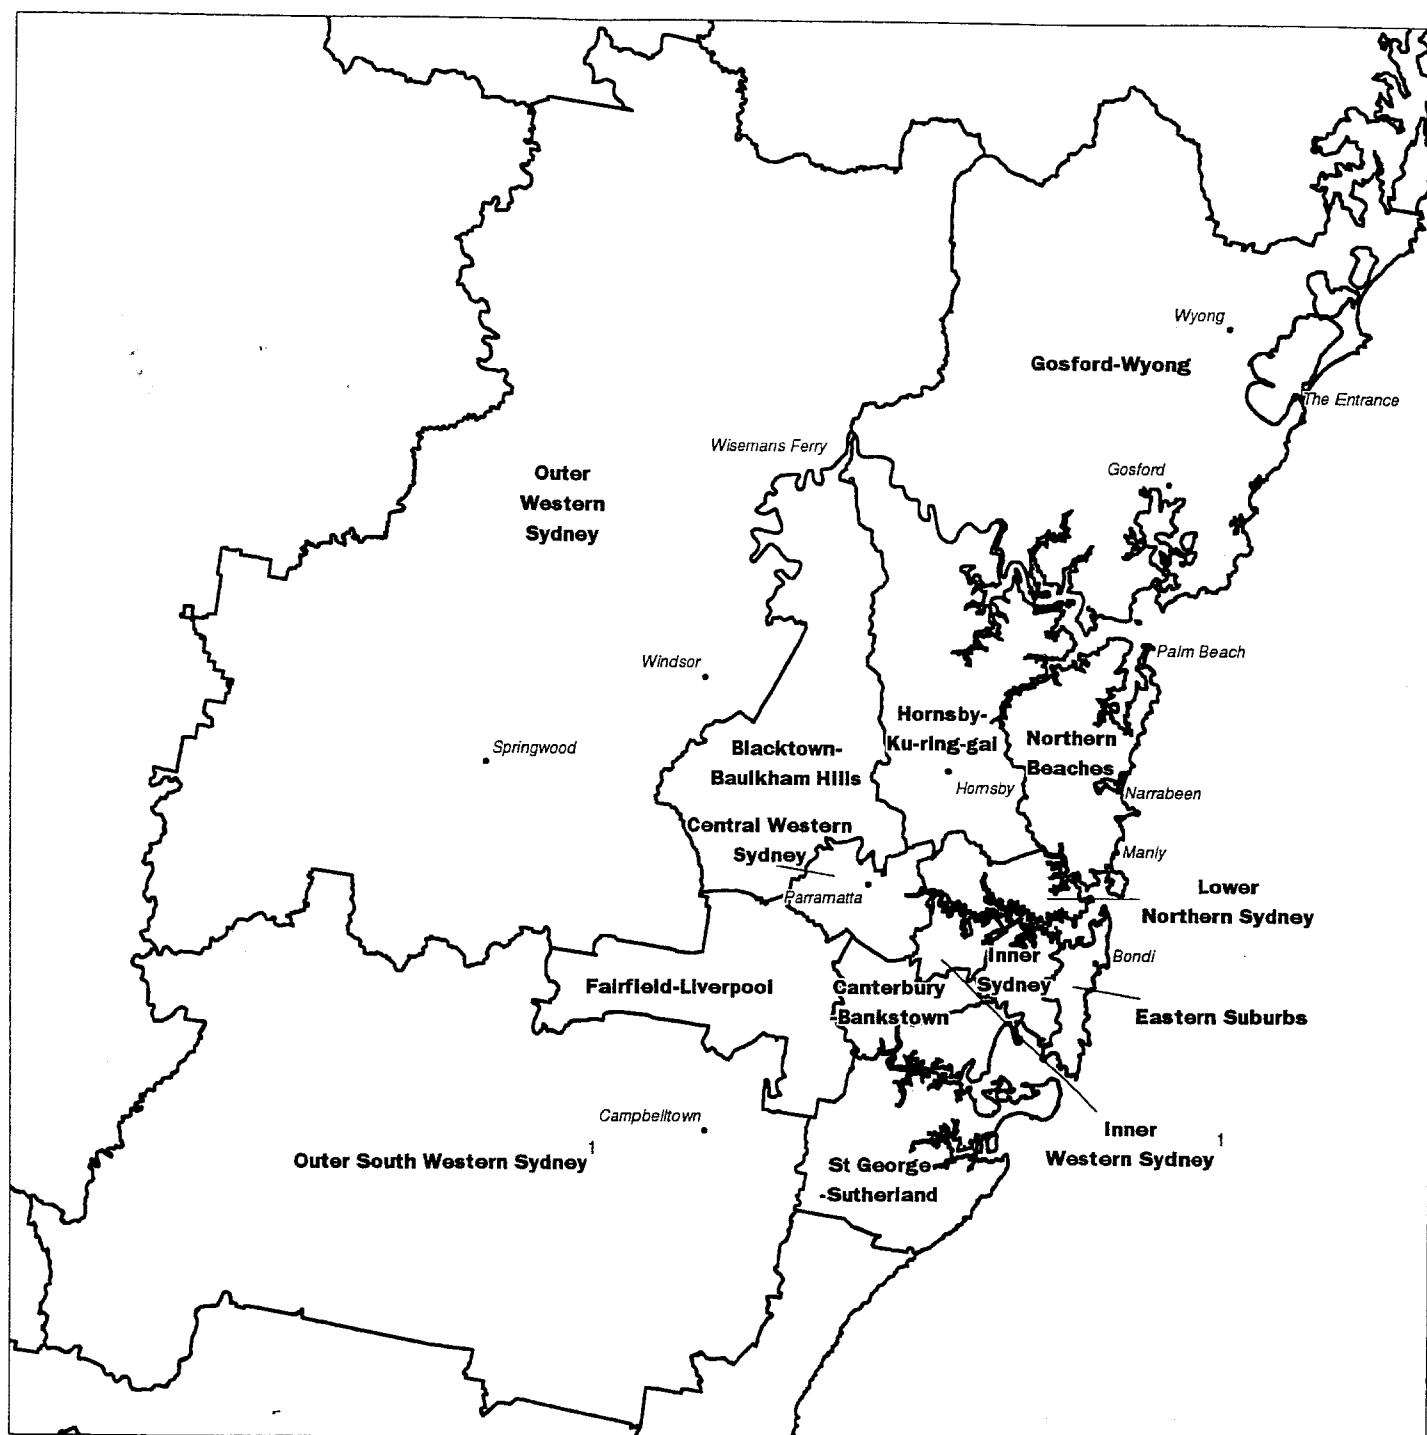 Wyong
Gosford-Wyong
The Entrance
Wisemans Ferry
Gosford
Outer
Western
Sydney
Palm Beach
Windsor
Hornsby-
Ku-ring-gai
Northern
Beaches
Springwood
Blacktown-
Baulkham Hills
Hornsby
Narrabeen
Central Western
Sydney
Manly
Parramatta
Lower
Northern Sydney
Inner
Sydney
Bondi
Fairfield-Liverpool
Canterbury
-Bankstown
Eastern Suburbs
Campbelltown
Outer South Western Sydney 1
Inner
Western Sydney 1
St George
-Sutherland